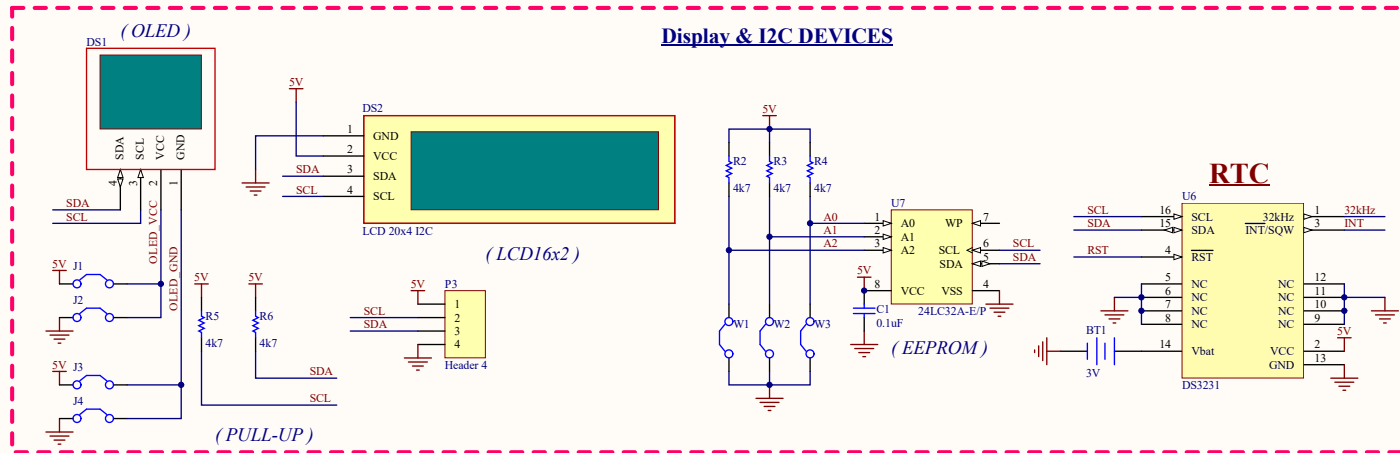 Display & I2C DEVICES
( OLED )
DS1
SDA
SCL
VCC
GND
4
3
2
1
SDA
SCL
OLED_VCC
OLED_GND
5V
J1
J2
5V
J3
J4
5V
R5
4k7
5V
R6
4k7
SDA
SCL
( PULL-UP )
5V
DS2
1
GND
2
VCC
SDA
3
SDA
SCL
4
SCL
LCD 20x4 I2C
( LCD16x2 )
P3
5V
1
SCL
2
SDA
3
4
Header 4
5V
R2
4k7
R3
4k7
R4
4k7
W1
W2
W3
U7
A0
1
A0
A1
2
A1
A2
3
A2
WP
7
SCL
6
SCL
SDA
5
SDA
5V
8
VCC
VSS
4
24LC32A-E/P
C1
0.1uF
( EEPROM )
RTC
U6
SCL
16
SCL
SDA
15
SDA
RST
4
RST
5
NC
6
NC
7
NC
8
NC
BT1
3V
14
Vbat
32kHz
1
32kHz
INT/SQW
3
INT
NC
12
NC
11
NC
10
NC
9
5V
VCC
2
GND
13
DS3231